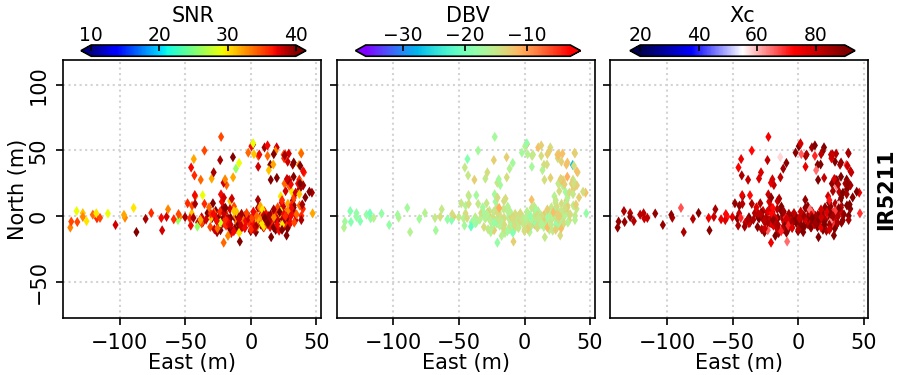 SNR DBV Xc
10 20 30 40 −30 −20 −10 20 40 60 80
100
50
0
−50
North (m)
IR5211
−100 −50 0 50 −100 −50 0 50 −100 −50 0 50
East (m) East (m) East (m)